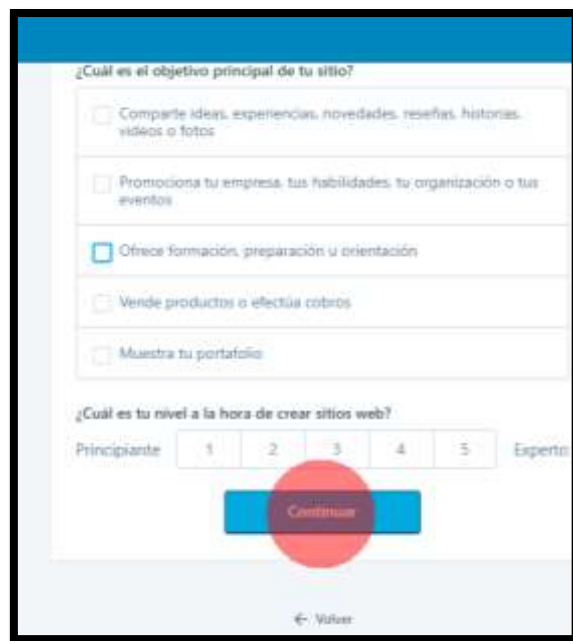 ¿Cuál es el objetivo principal de tu sitio?
Comparte ideas, experiencias, novedades, reseñas, historias,
vídeos o fotos
Promociona tu empresa, tus habilidades, tu organización o tus
eventos
Ofrece formación, preparación u orientación
Vende productos o efectúa cobros
Muestra tu portafolio
¿Cuál es tu nivel a la hora de crear sitios web?
Principiante 1 2 3 4 5 Experto
Continuar
← Volver